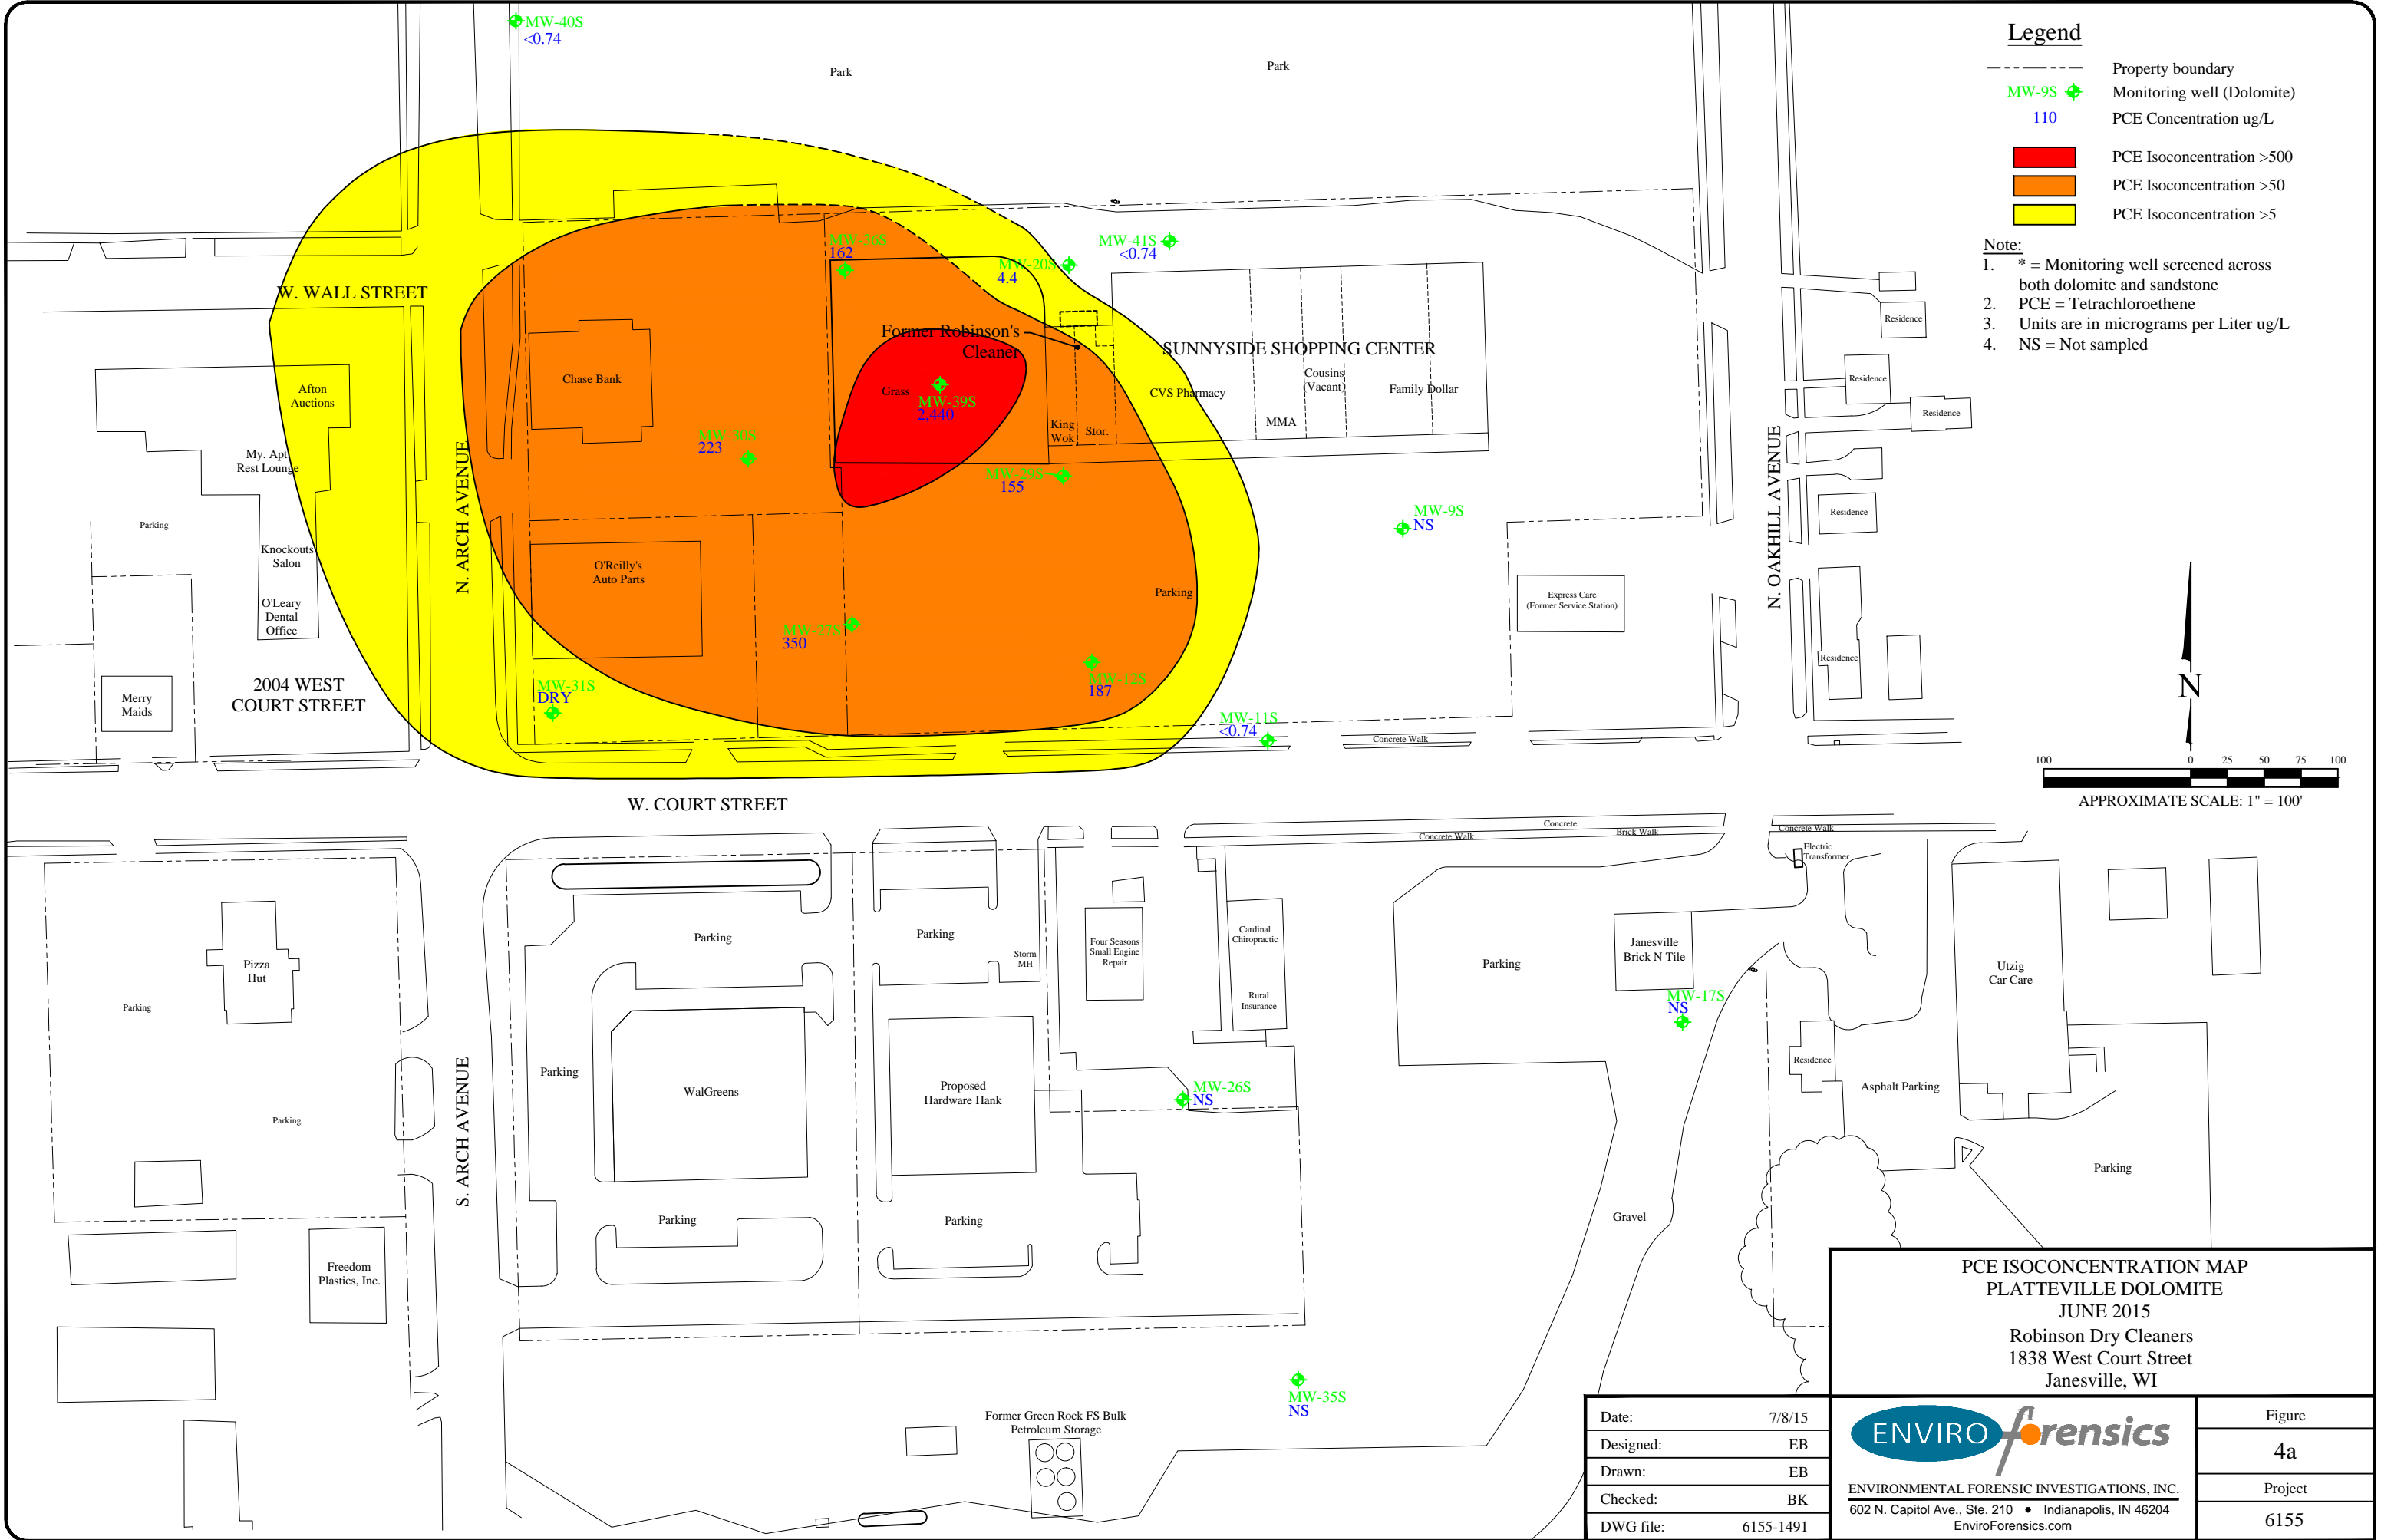 MW-40S
<0.74
Park
Park
Legend
Property boundary
MW-9S
Monitoring well (Dolomite)
110
PCE Concentration ug/L
PCE Isoconcentration >500
PCE Isoconcentration >50
PCE Isoconcentration >5
Note:
1. * = Monitoring well screened across
both dolomite and sandstone
2. PCE = Tetrachloroethene
3. Units are in micrograms per Liter ug/L
4. NS = Not sampled
MW-36S
162
MW-20S
4.4
MW-41S
<0.74
W. WALL STREET
Former Robinson's
Cleaner
SUNNYSIDE SHOPPING CENTER
Chase Bank
Afton
Auctions
Grass
MW-39S
2,440
CVS Pharmacy
Cousins
(Vacant)
Family Dollar
MMA
King
Wok
Stor.
MW-30S
223
My. Apt
Rest Lounge
MW-29S
155
N. ARCH AVENUE
MW-9S
NS
N. OAKHILL AVENUE
Residence
Residence
Residence
Residence
Residence
Parking
Knockouts
Salon
O'Leary
Dental
Office
O'Reilly's
Auto Parts
Parking
Express Care
(Former Service Station)
MW-27S
350
MW-12S
187
MW-31S
DRY
Merry
Maids
2004 WEST
COURT STREET
MW-11S
<0.74
Concrete Walk
N
100
0
25
50
75
100
APPROXIMATE SCALE: 1" = 100'
W. COURT STREET
Concrete
Concrete Walk
Brick Walk
Concrete Walk
Electric
Transformer
Pizza
Hut
Parking
Parking
Parking
Parking
Storm
MH
Four Seasons
Small Engine
Repair
Cardinal
Chiropractic
Rural
Insurance
Parking
Janesville
Brick N Tile
MW-17S
NS
Utzig
Car Care
Residence
Asphalt Parking
Parking
S. ARCH AVENUE
Parking
WalGreens
Proposed
Hardware Hank
MW-26S
NS
Parking
Parking
Gravel
Freedom
Plastics, Inc.
MW-35S
NS
Former Green Rock FS Bulk
Petroleum Storage
PCE ISOCONCENTRATION MAP
PLATTEVILLE DOLOMITE
JUNE 2015
Robinson Dry Cleaners
1838 West Court Street
Janesville, WI
Date: 7/8/15
Designed: EB
Drawn: EB
Checked: BK
DWG file: 6155-1491
ENVIRO forensics
ENVIRONMENTAL FORENSIC INVESTIGATIONS, INC.
602 N. Capitol Ave., Ste. 210 ● Indianapolis, IN 46204
EnviroForensics.com
Figure
4a
Project
6155